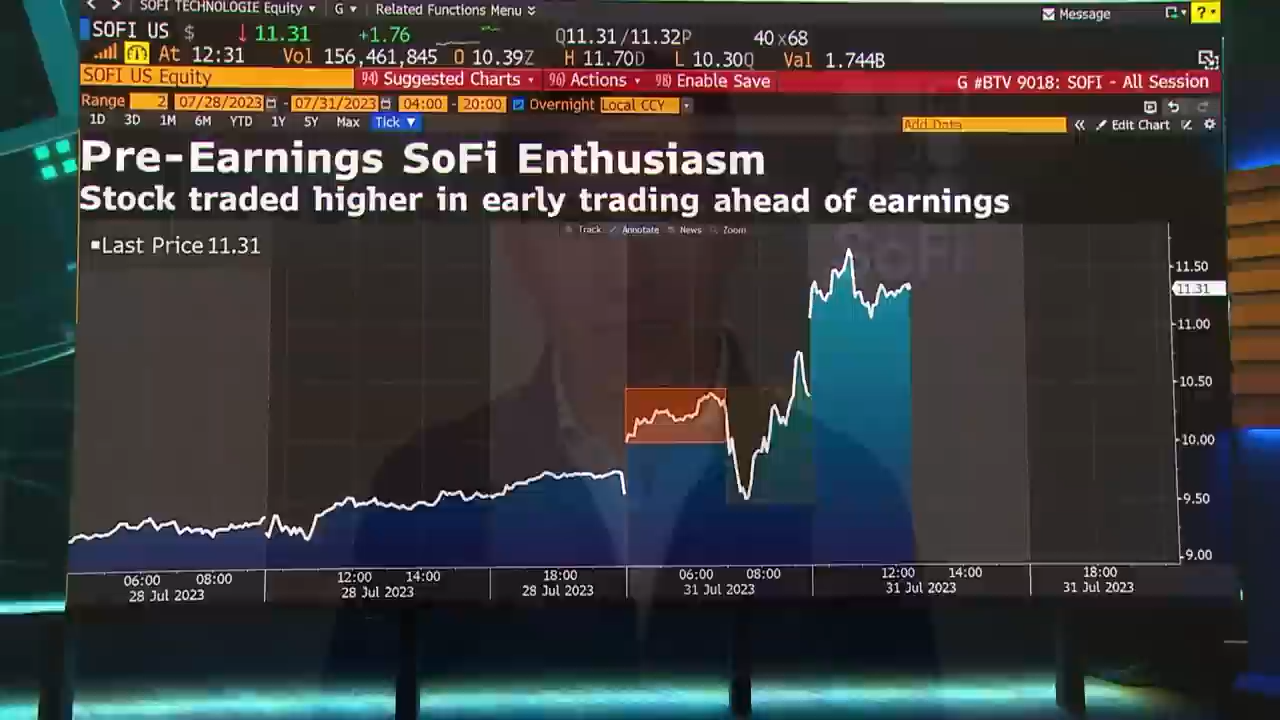 SOFI TECHNOLOGIE Equity G Related Functions Menu Message ?
SOFI US $ ↓ 11.31 +1.76 Q11.31/11.32P 40×68
At 12:31 Vol 156,461,845 O 10.39Z H 11.70D L 10.30Q Val 1.744B
SOFI US Equity 94) Suggested Charts 96) Actions 98) Enable Save G #BTV 9018: SOFI - All Session
Range 2 07/28/2023 - 07/31/2023 04:00 - 20:00 Overnight Local CCY
1D 3D 1M 6M YTD 1Y 5Y Max Tick ▼ Add Data « Edit Chart
Pre-Earnings SoFi Enthusiasm
Stock traded higher in early trading ahead of earnings
Track Annotate News Zoom
Last Price 11.31
SoFi
11.50
11.31
11.00
10.50
10.00
9.50
9.00
06:00 08:00 12:00 14:00 18:00 06:00 08:00 12:00 14:00 18:00
28 Jul 2023 28 Jul 2023 28 Jul 2023 31 Jul 2023 31 Jul 2023 31 Jul 2023